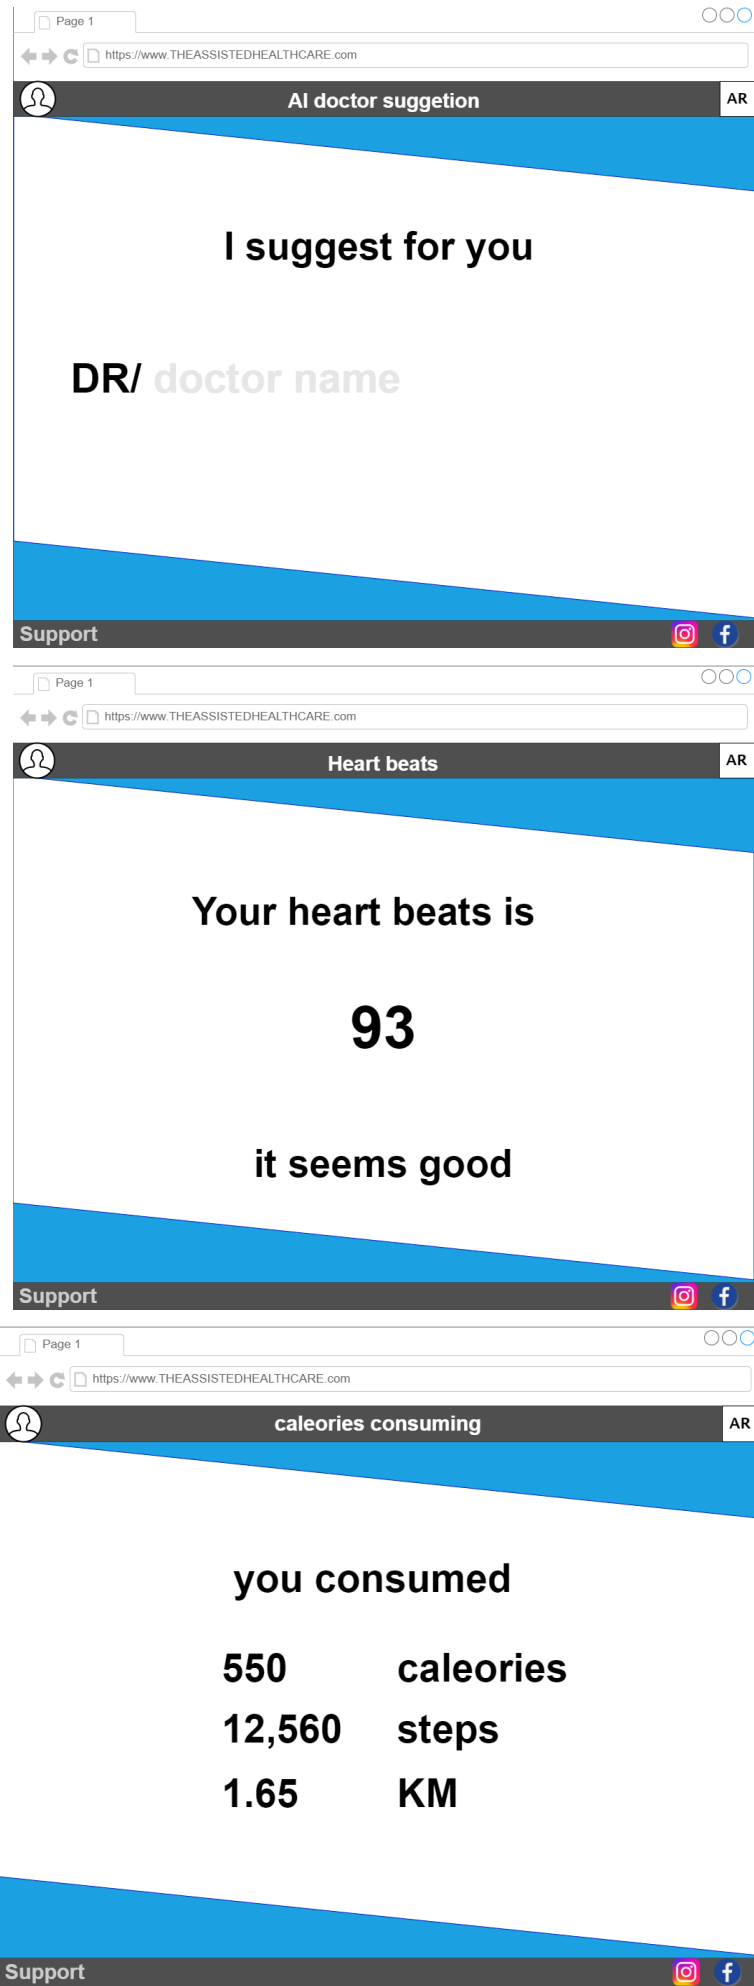 Page 1
https://www.THEASSISTEDHEALTHCARE.com
AI doctor suggetion
AR
I suggest for you
DR/ doctor name
Support
Page 1
https://www.THEASSISTEDHEALTHCARE.com
Heart beats
AR
Your heart beats is
93
it seems good
Support
Page 1
https://www.THEASSISTEDHEALTHCARE.com
caleories consuming
AR
you consumed
550 caleories
12,560 steps
1.65 KM
Support